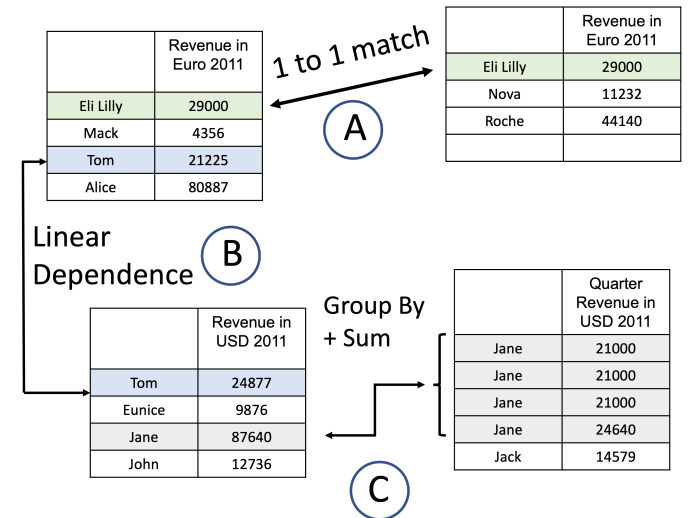 Revenue in
Euro 2011
Eli Lilly 29000
Mack 4356
Tom 21225
Alice 80887
1 to 1 match
A
Revenue in
Euro 2011
Eli Lilly 29000
Nova 11232
Roche 44140
Linear
Dependence
B
Revenue in
USD 2011
Tom 24877
Eunice 9876
Jane 87640
John 12736
Group By
+ Sum
C
Quarter
Revenue in
USD 2011
Jane 21000
Jane 21000
Jane 21000
Jane 24640
Jack 14579